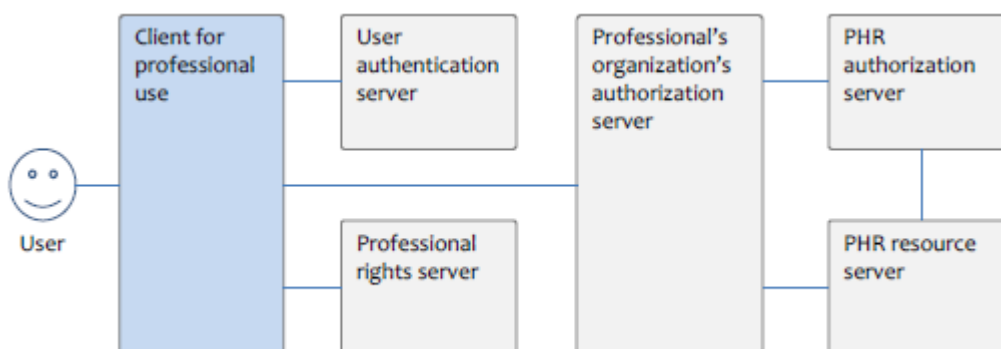 Client for
professional
use
User
authentication
server
Professional's
organization's
authorization
server
PHR
authorization
server
User
Professional
rights server
PHR resource
server